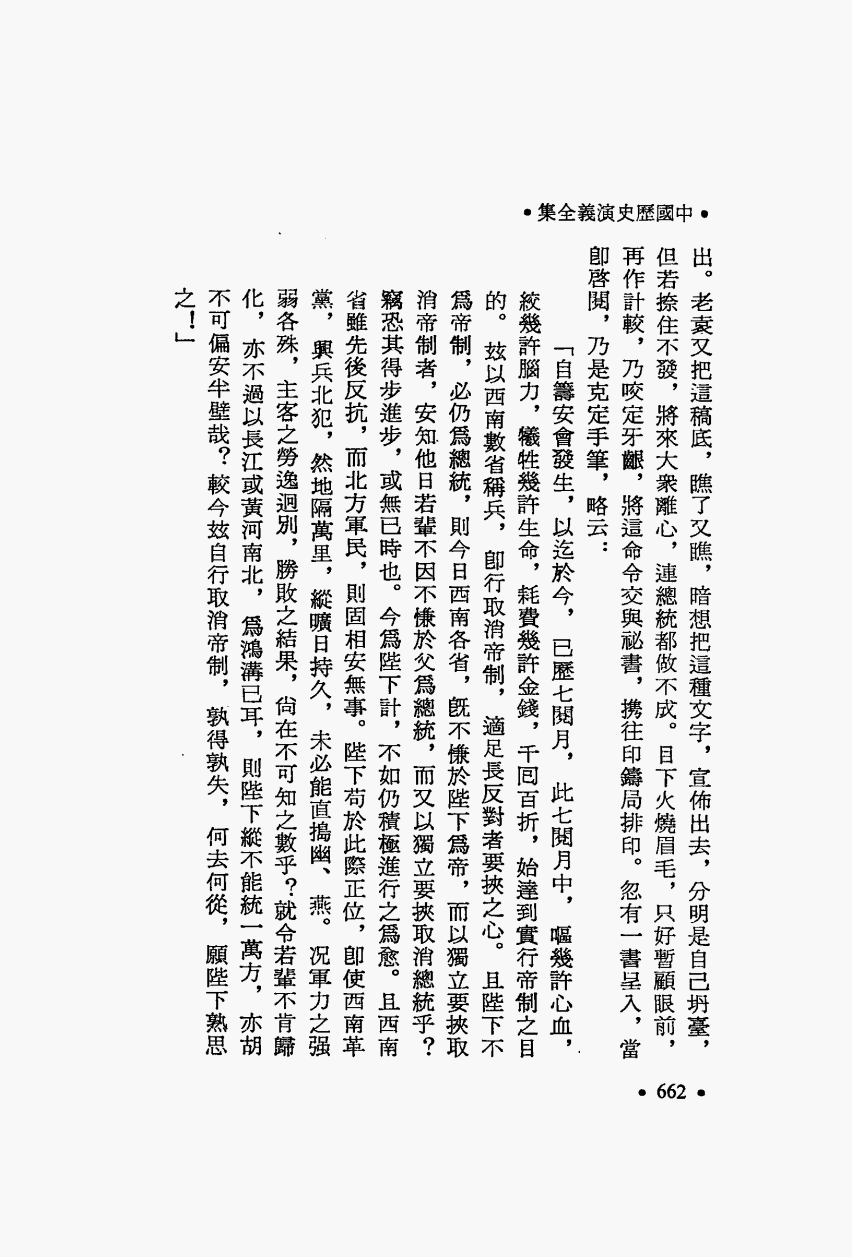 •中國歷史演義全集•
出。老袁又把這稿底，瞧了又瞧，暗想把這種文字，宣佈出去，分明是自己坍臺，
但若捺住不發，將來大衆離心，連總統都做不成。目下火燒眉毛，只好暫顧眼前，
再作計較，乃咬定牙齦，將這命令交與祕書，携往印鑄局排印。忽有一書呈入，當
卽啓閱，乃是克定手筆，略云：
「自籌安會發生，以迄於今，已歷七閱月，此七閱月中，嘔幾許心血，
絞幾許腦力，犧牲幾許生命，耗費幾許金錢，千囘百折，始達到實行帝制之目
的。玆以西南數省稱兵，卽行取消帝制，適足長反對者要挾之心。且陛下不
爲帝制，必仍爲總統，則今日西南各省，旣不慊於陛下爲帝，而以獨立要挾取
消帝制者，安知他日若輩不因不慊於父爲總統，而又以獨立要挾取消總統乎？
竊恐其得步進步，或無已時也。今爲陛下計，不如仍積極進行之爲愈。且西南
省雖先後反抗，而北方軍民，則固相安無事。陛下苟於此際正位，卽使西南革
黨，興兵北犯，然地隔萬里，縱曠日持久，未必能直搗幽、燕。况軍力之强
弱各殊，主客之勞逸迥別，勝敗之結果，尙在不可知之數乎？就令若輩不肯歸
化，亦不過以長江或黃河南北，爲鴻溝已耳，則陛下縱不能統一萬方，亦胡
不可偏安半壁哉？較今玆自行取消帝制，孰得孰失，何去何從，願陛下熟思
之！」
•662•